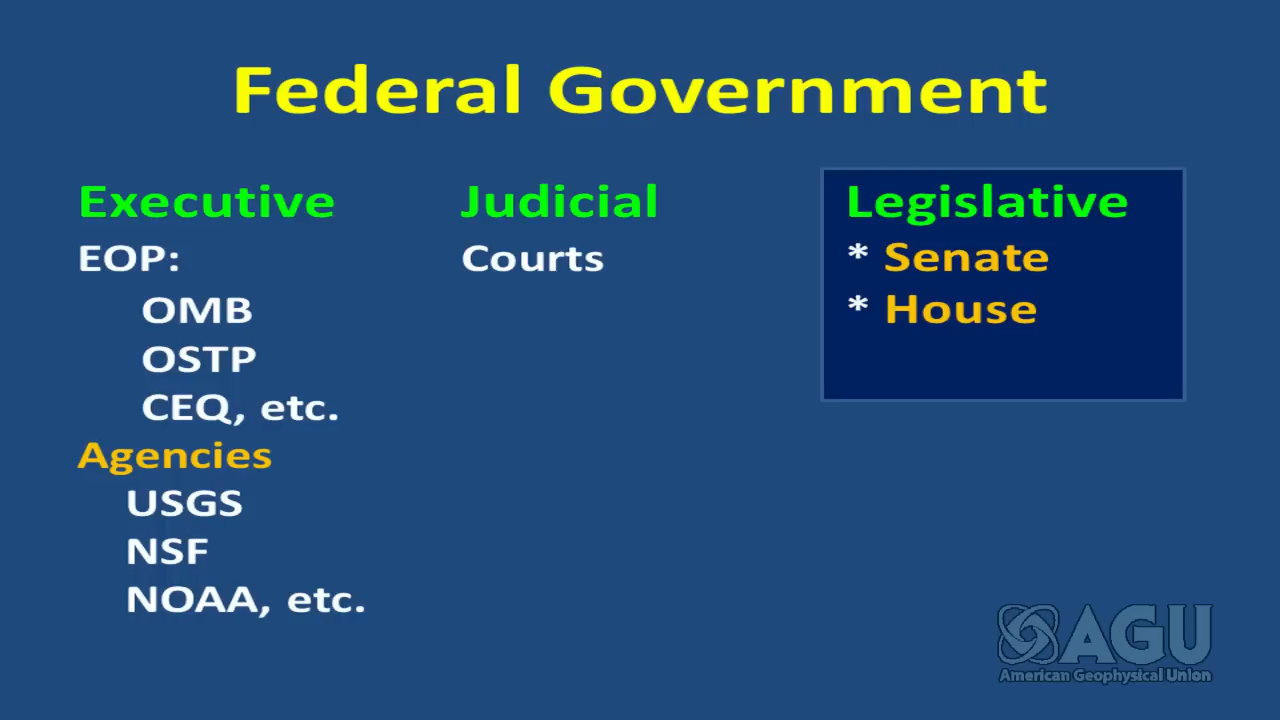 Federal Government
Executive
EOP:
OMB
OSTP
CEQ, etc.
Agencies
USGS
NSF
NOAA, etc.
Judicial
Courts
Legislative
* Senate
* House
AGU
American Geophysical Union